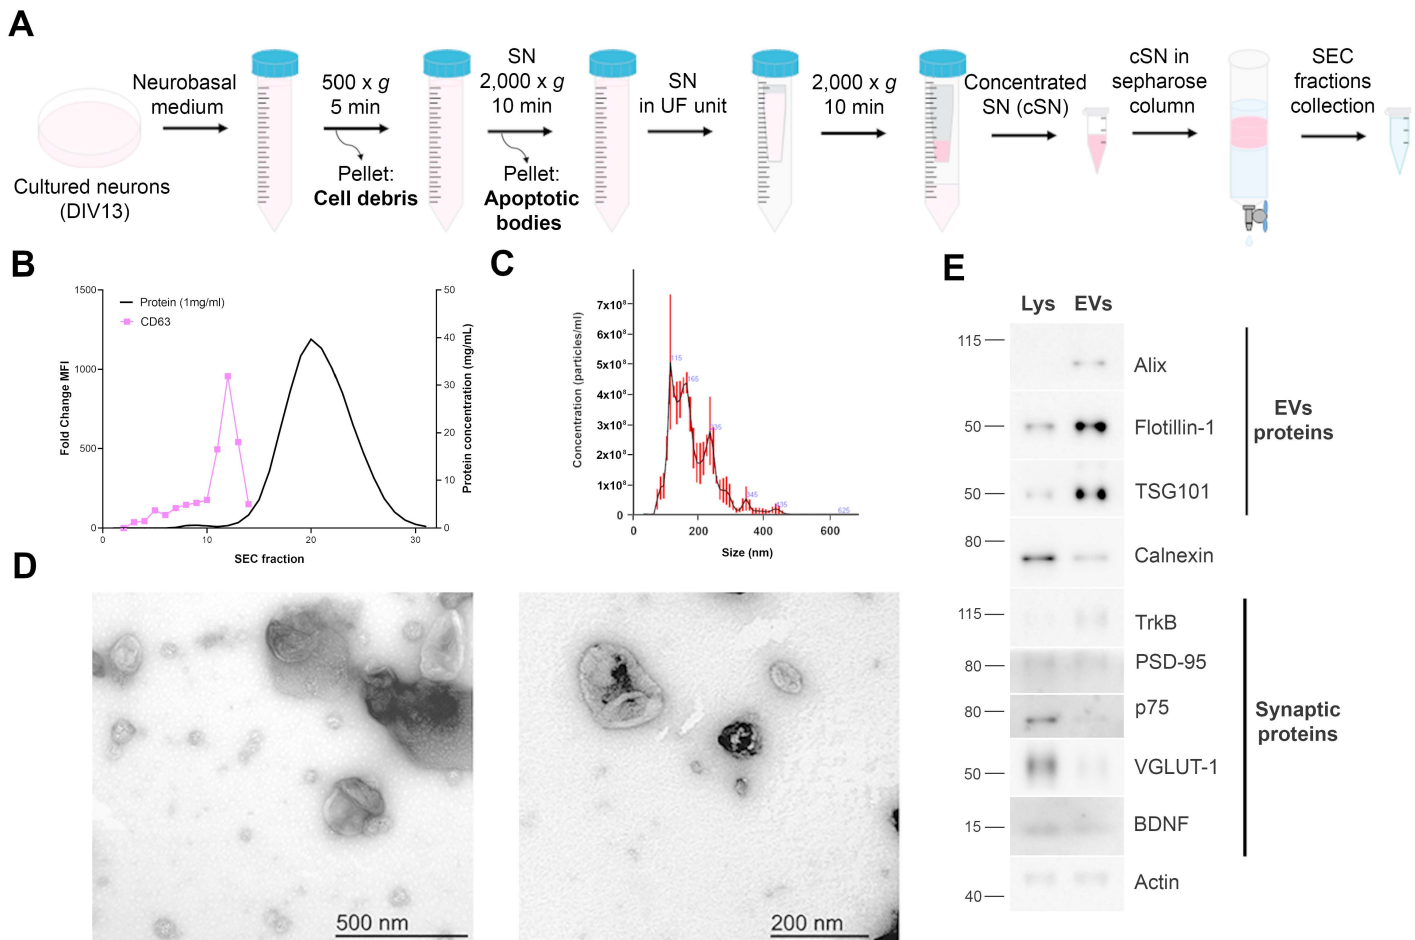 A
Neurobasal
medium
500 x g
5 min
SN
2,000 x g
10 min
SN
in UF unit
2,000 x g
10 min
Concentrated
SN (cSN)
cSN in
sepharose
column
SEC
fractions
collection
Cultured neurons
(DIV13)
Pellet:
Cell debris
Pellet:
Apoptotic
bodies
B
1500
1000
500
0
Fold Change MFI
Protein (1mg/ml)
CD63
50
40
30
20
10
0
Protein concentration (mg/mL)
0
10
20
30
SEC fraction
C
7x10⁸
6x10⁸
5x10⁸
4x10⁸
3x10⁸
2x10⁸
1x10⁸
0
Concentration (particles/ml)
115
165
235
345
435
625
0
200
400
600
Size (nm)
D
500 nm
200 nm
E
Lys
EVs
115
Alix
50
Flotillin-1
50
TSG101
80
Calnexin
115
TrkB
80
PSD-95
80
p75
50
VGLUT-1
15
BDNF
40
Actin
EVs
proteins
Synaptic
proteins